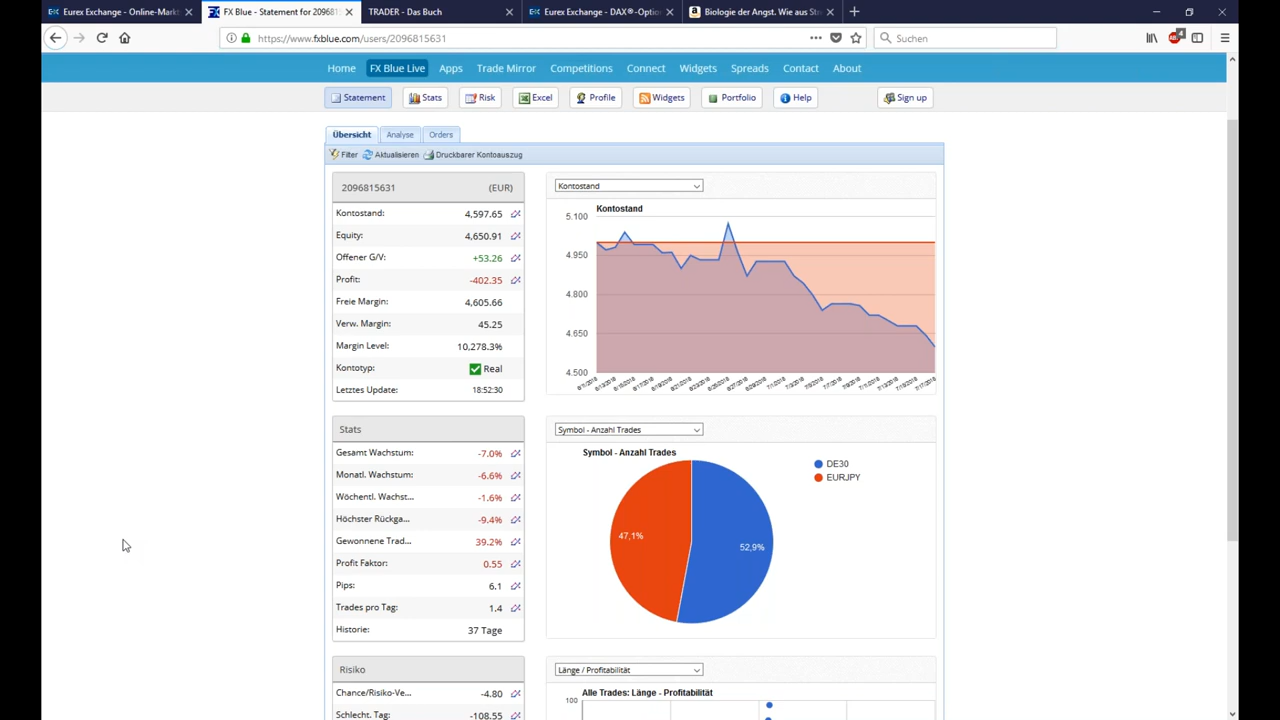 Eurex Exchange - Online-Markt
FX Blue - Statement for 2096815
TRADER - Das Buch
Eurex Exchange - DAX®-Option
Biologie der Angst. Wie aus Str
https://www.fxblue.com/users/2096815631
Suchen
4
Home
FX Blue Live
Apps
Trade Mirror
Competitions
Connect
Widgets
Spreads
Contact
About
Statement
Stats
Risk
Excel
Profile
Widgets
Portfolio
Help
Sign up
Übersicht
Analyse
Orders
Filter
Aktualisieren
Druckbarer Kontoauszug
2096815631 (EUR)
Kontostand: 4,597.65
Equity: 4,650.91
Offener G/V: +53.26
Profit: -402.35
Freie Margin: 4,605.66
Verw. Margin: 45.25
Margin Level: 10,278.3%
Kontotyp: Real
Letztes Update: 18:52:30
Kontostand
Kontostand
5.100
4.950
4.800
4.650
4.500
Stats
Gesamt Wachstum: -7.0%
Monatl. Wachstum: -6.6%
Wöchentl. Wachst... -1.6%
Höchster Rückga... -9.4%
Gewonnene Trad... 39.2%
Profit Faktor: 0.55
Pips: 6.1
Trades pro Tag: 1.4
Historie: 37 Tage
Symbol - Anzahl Trades
Symbol - Anzahl Trades
DE30
EURJPY
47,1%
52,9%
Risiko
Chance/Risiko-Ve... -4.80
Schlecht. Tag: -108.55
Länge / Profitabilität
Alle Trades: Länge - Profitabilität
100